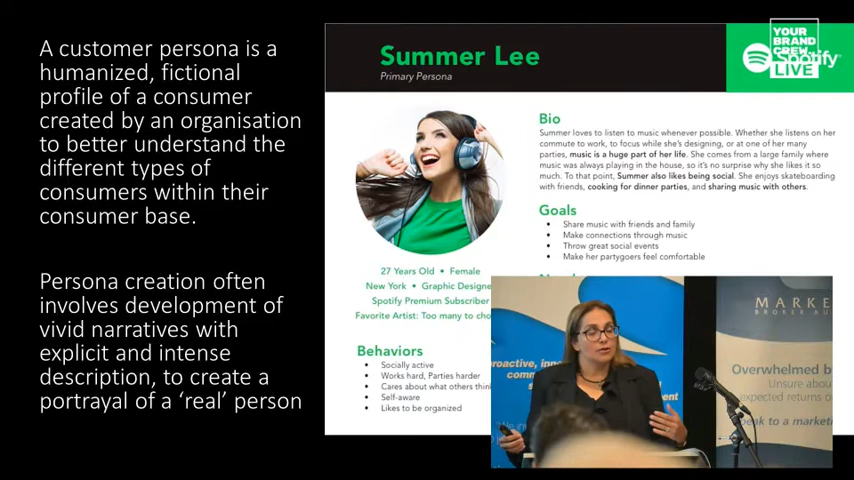 A customer persona is a
humanized, fictional
profile of a consumer
created by an organisation
to better understand the
different types of
consumers within their
consumer base.
Persona creation often
involves development of
vivid narratives with
explicit and intense
description, to create a
portrayal of a ‘real’ person
Summer Lee
Primary Persona
YOUR
BRAND
CREW
LIVE
Spotify
Bio
Summer loves to listen to music whenever possible. Whether she listens on her
commute to work, to focus while she's designing, or at one of her many
parties, music is a huge part of her life. She comes from a large family where
music was always playing in the house, so it's no surprise why she likes it so
much. To that point, Summer also likes being social. She enjoys skateboarding
with friends, cooking for dinner parties, and sharing music with others.
Goals
• Share music with friends and family
• Make connections through music
• Throw great social events
• Make her partygoers feel comfortable
27 Years Old • Female
New York • Graphic Designe
Spotify Premium Subscriber
Favorite Artist: Too many to cho
Behaviors
• Socially active
• Works hard, Parties harder
• Cares about what others think
• Self-aware
• Likes to be organized
roactive, inn
comm
MARKE
BROKER AU
Overwhelmed b
Unsure abou
expected returns o
peak to a market